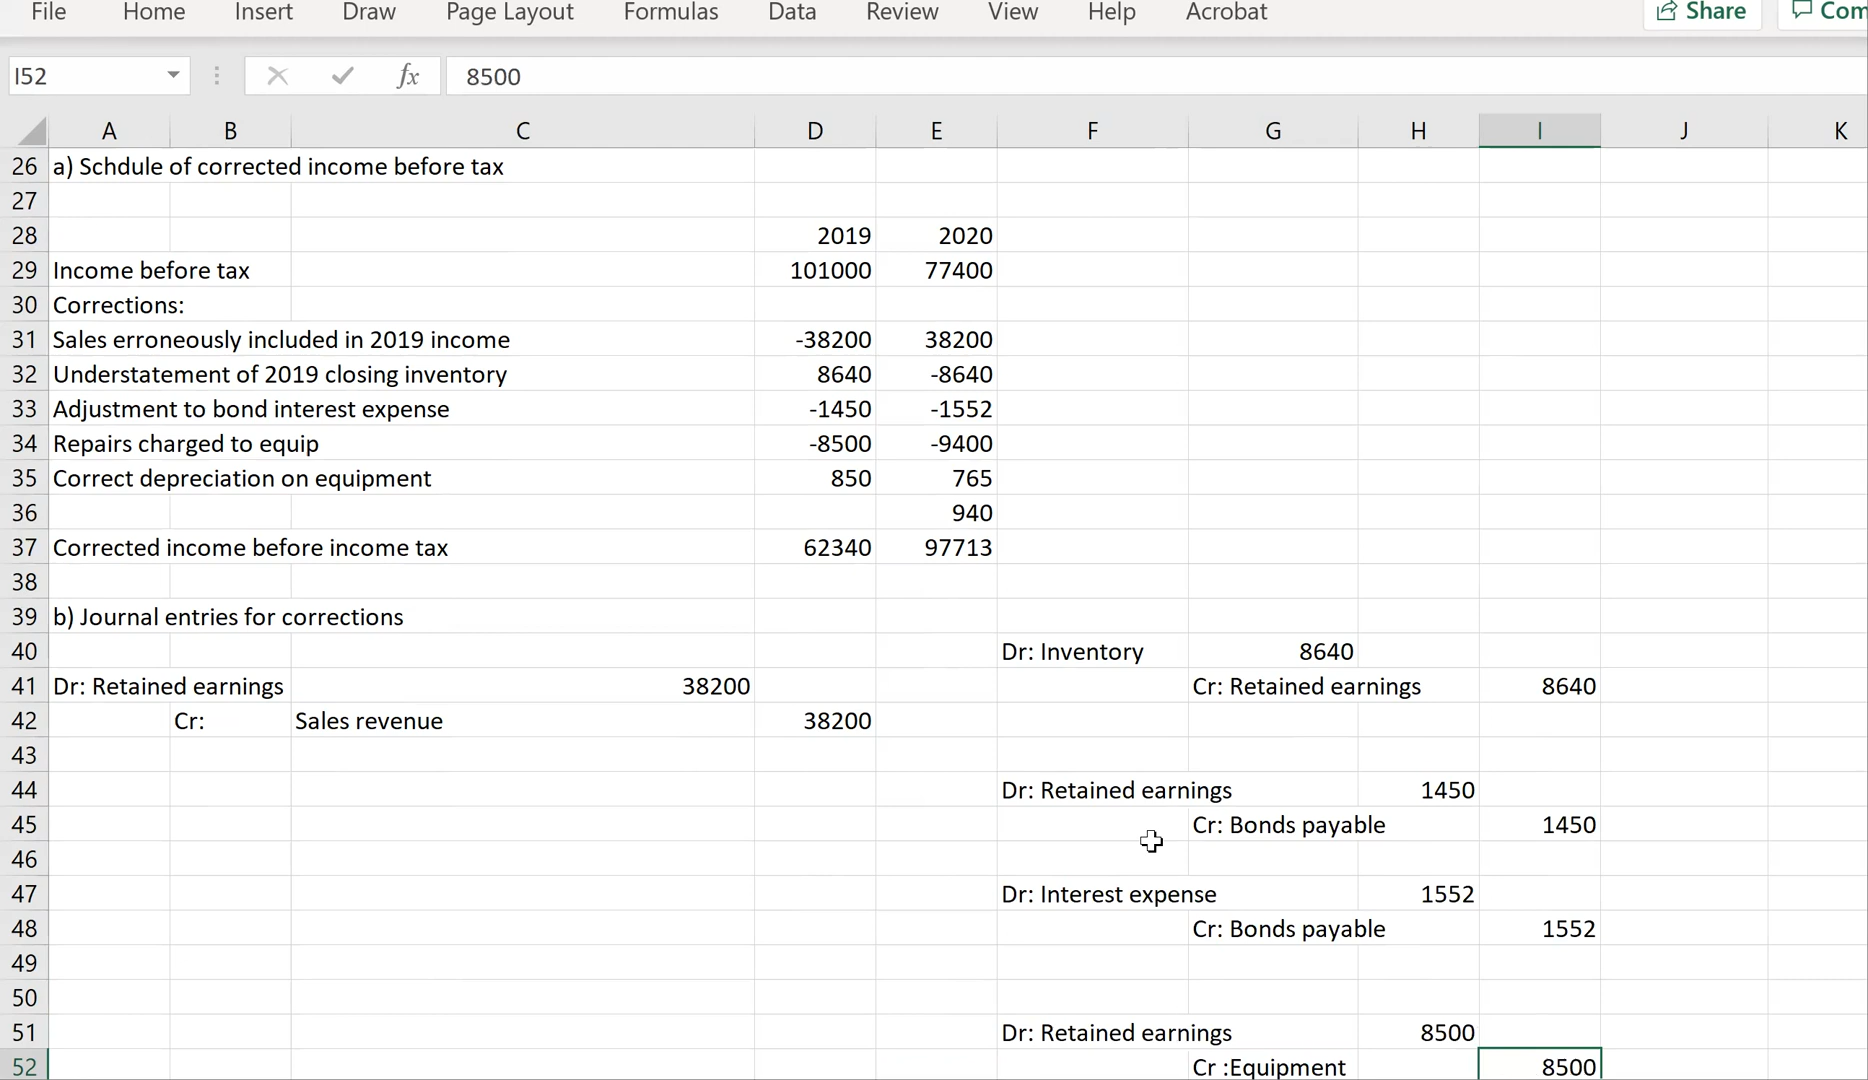 File Home Insert Draw Page Layout Formulas Data Review View Help Acrobat Share Com
I52 fx 8500
A B C D E F G H I J K
26 a) Schdule of corrected income before tax
27
28 2019 2020
29 Income before tax 101000 77400
30 Corrections:
31 Sales erroneously included in 2019 income -38200 38200
32 Understatement of 2019 closing inventory 8640 -8640
33 Adjustment to bond interest expense -1450 -1552
34 Repairs charged to equip -8500 -9400
35 Correct depreciation on equipment 850 765
36 940
37 Corrected income before income tax 62340 97713
38
39 b) Journal entries for corrections
40 Dr: Inventory 8640
41 Dr: Retained earnings 38200 Cr: Retained earnings 8640
42 Cr: Sales revenue 38200
43
44 Dr: Retained earnings 1450
45 Cr: Bonds payable 1450
46
47 Dr: Interest expense 1552
48 Cr: Bonds payable 1552
49
50
51 Dr: Retained earnings 8500
52 Cr :Equipment 8500